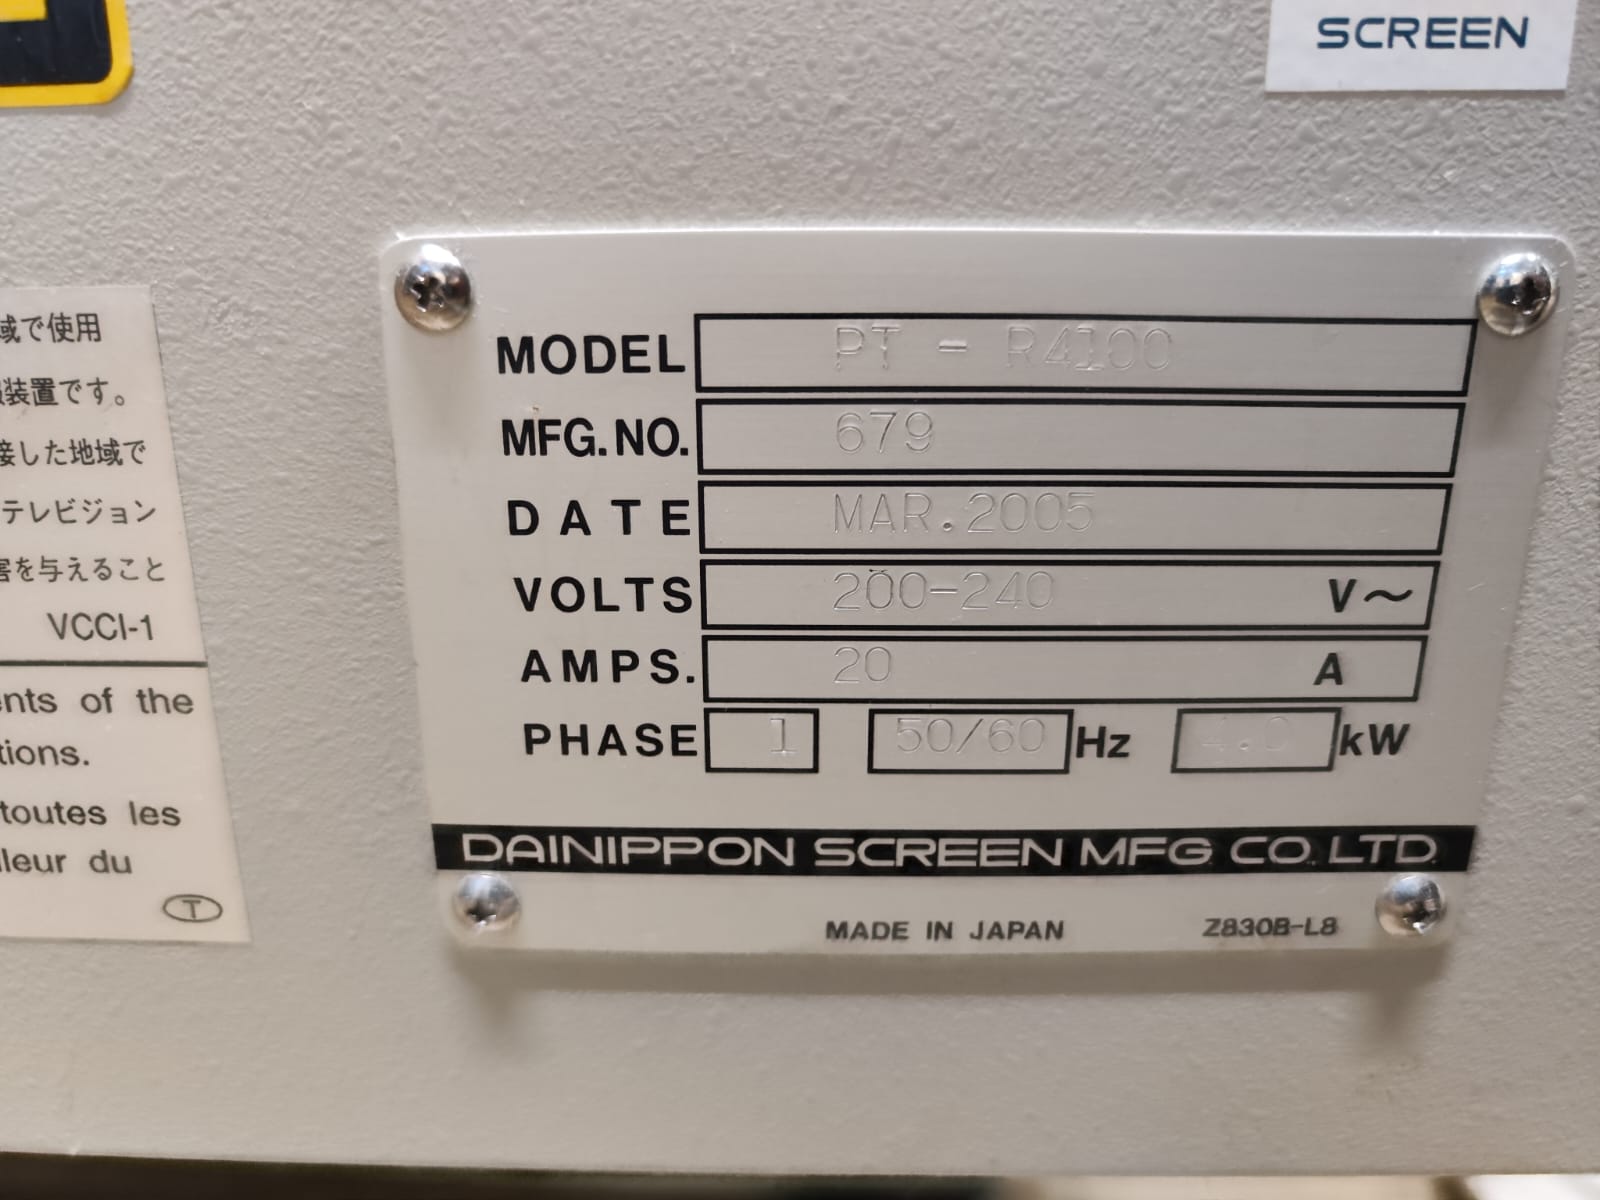 SCREEN
域で使用
装置です。
接した地域で
テレビジョン
害を与えること
VCCI-1
ents of the
tions.
toutes les
lleur du
T
MODEL PT - R4100
MFG. NO. 679
DATE MAR.2005
VOLTS 200-240 V~
AMPS. 20 A
PHASE 1 50/60 Hz 4.0 kW
DAINIPPON SCREEN MFG. CO. LTD.
MADE IN JAPAN Z830B-L8